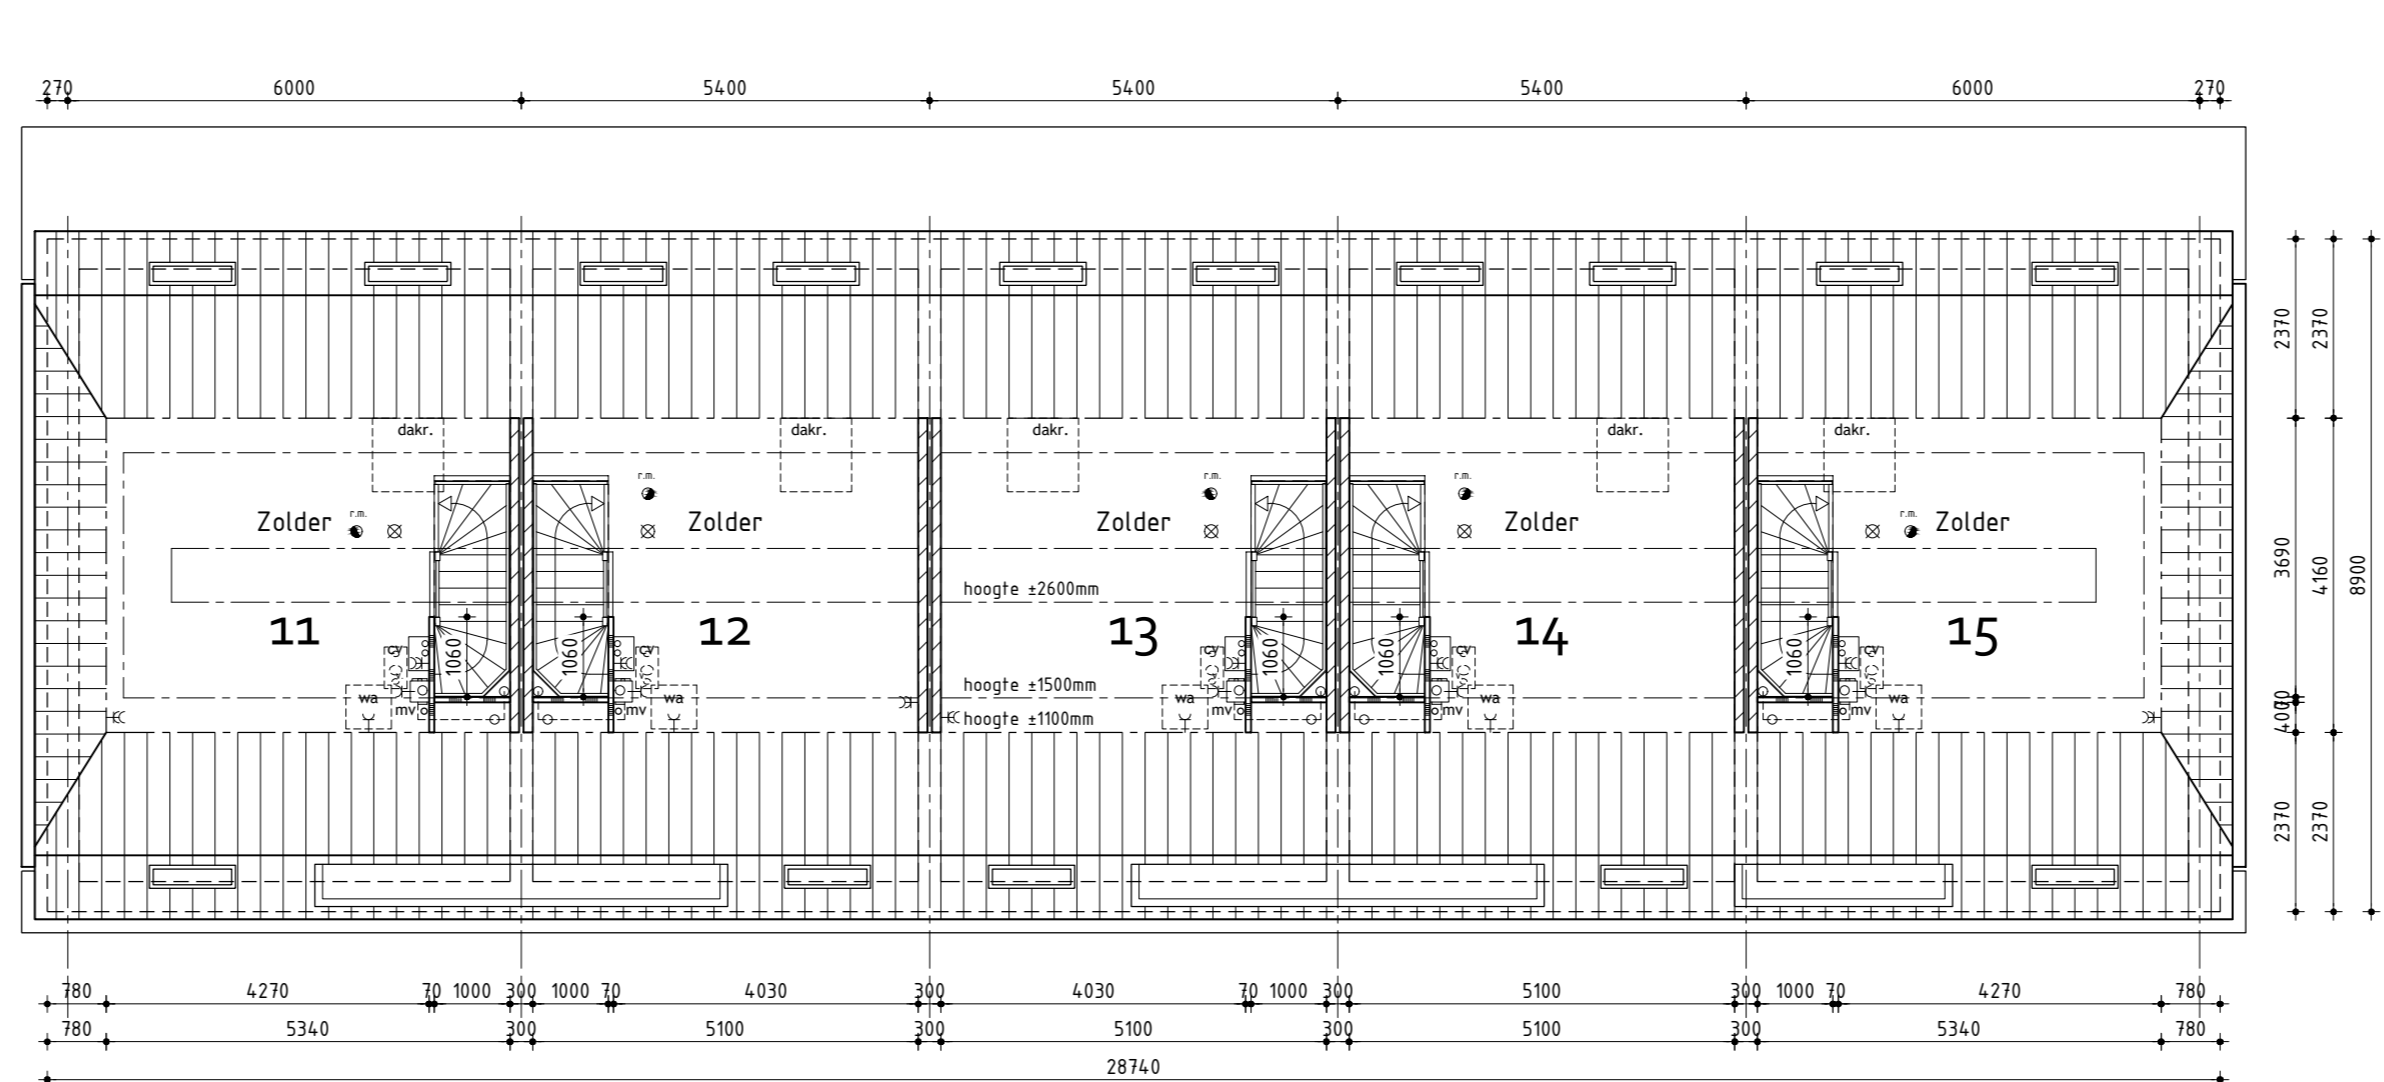 270 6000 5400 5400 5400 6000 270
dakr. dakr. dakr. dakr. dakr.
r.m. r.m. r.m. r.m. r.m.
Zolder Zolder Zolder Zolder Zolder
hoogte ±2600mm
11 12 13 14 15
1060 1060 1060 1060 1060
cv cv cv cv cv
hoogte ±1500mm
wa wa wa wa wa
mv mv mv mv mv
hoogte ±1100mm
2370 3690 70 400 2370
2370 4160 2370
8900
780 4270 70 1000 300 1000 70 4030 300 4030 70 1000 300 5100 300 1000 70 4270 780
780 5340 300 5100 300 5100 300 5100 300 5340 780
28740